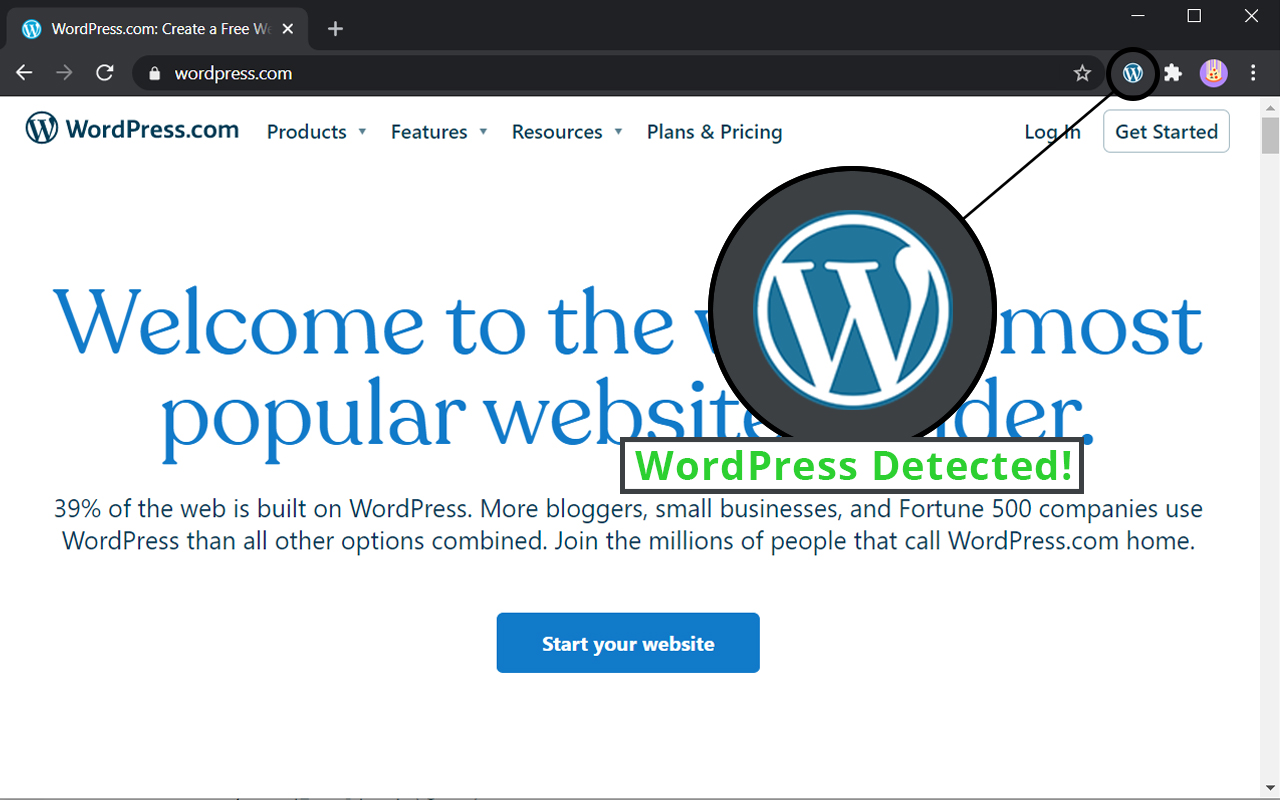 WordPress.com: Create a Free We
wordpress.com
WordPress.com Products Features Resources Plans & Pricing Log In Get Started
Welcome to the most
popular website der.
WordPress Detected!
39% of the web is built on WordPress. More bloggers, small businesses, and Fortune 500 companies use
WordPress than all other options combined. Join the millions of people that call WordPress.com home.
Start your website